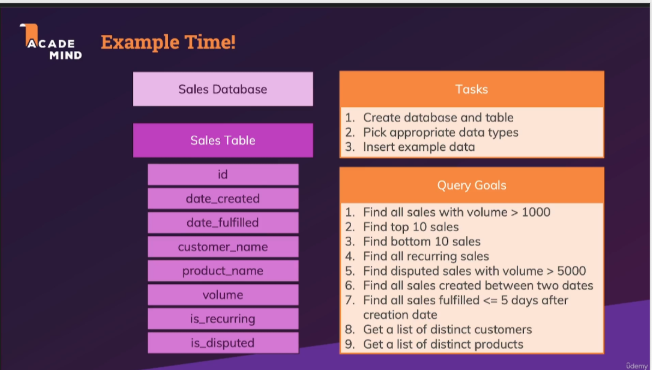 ACADE
MIND
Example Time!
Sales Database
Sales Table
id
date_created
date_fulfilled
customer_name
product_name
volume
is_recurring
is_disputed
Tasks
1. Create database and table
2. Pick appropriate data types
3. Insert example data
Query Goals
1. Find all sales with volume > 1000
2. Find top 10 sales
3. Find bottom 10 sales
4. Find all recurring sales
5. Find disputed sales with volume > 5000
6. Find all sales created between two dates
7. Find all sales fulfilled <= 5 days after
creation date
8. Get a list of distinct customers
9. Get a list of distinct products
ûdemy